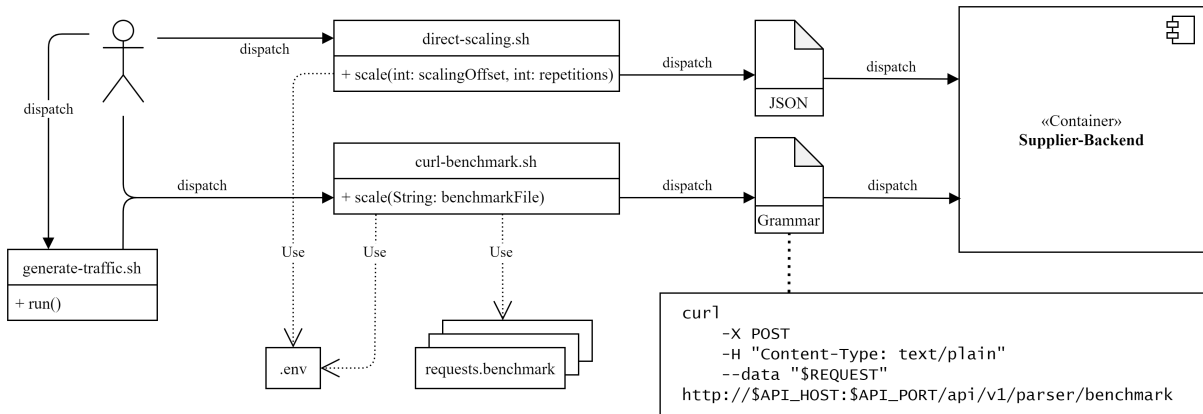 direct-scaling.sh
+ scale(int: scalingOffset, int: repetitions)
dispatch
dispatch
dispatch
JSON
dispatch
«Container»
Supplier-Backend
curl-benchmark.sh
+ scale(String: benchmarkFile)
dispatch
dispatch
Grammar
dispatch
generate-traffic.sh
+ run()
Use
Use
Use
.env
requests.benchmark
curl
-X POST
-H "Content-Type: text/plain"
--data "$REQUEST"
http://$API_HOST:$API_PORT/api/v1/parser/benchmark